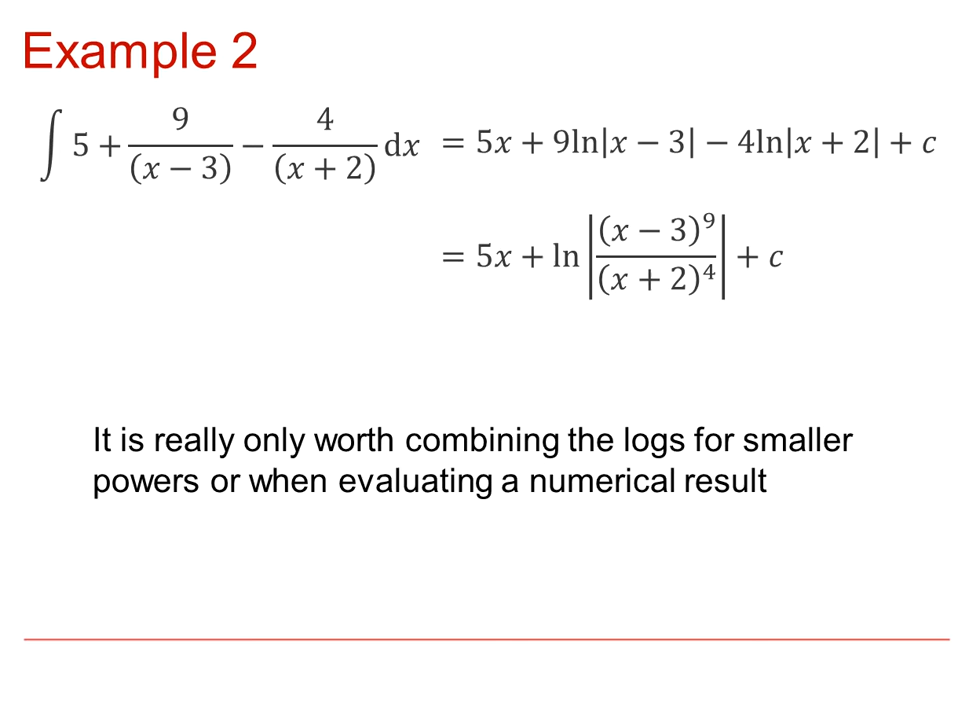 Example 2
∫ 5 + 9/(x − 3) − 4/(x + 2) dx = 5x + 9ln|x − 3| − 4ln|x + 2| + c
= 5x + ln |(x − 3)⁹/(x + 2)⁴| + c
It is really only worth combining the logs for smaller
powers or when evaluating a numerical result